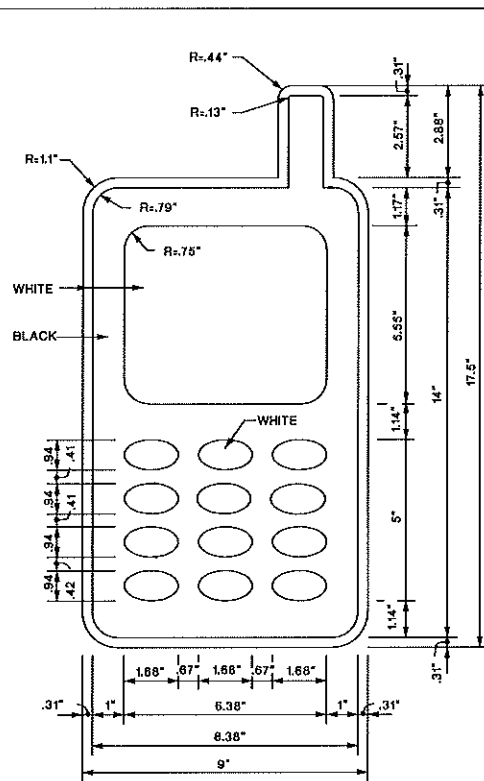 R=.44"
.31"
R=.13"
2.57"
2.88"
R=1.1"
R=.79"
1.17"
.31"
R=.75"
WHITE
BLACK
5.55"
17.5"
14"
1.14"
WHITE
.94
.41
.94
.41
.94
.94
.42
5"
1.14"
1.68" .67" 1.68" .67" 1.68"
.31" 1" 6.38" 1" .31"
.31"
8.38"
9"